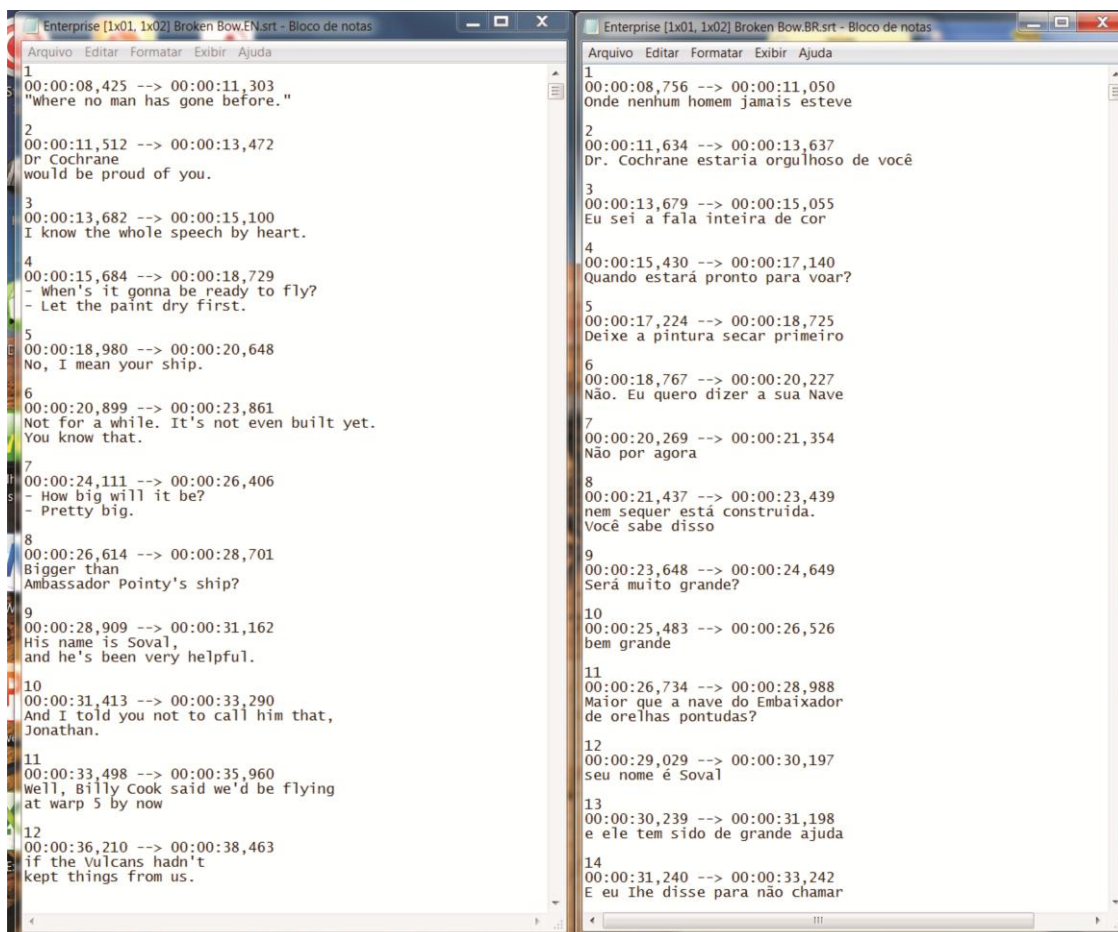 Enterprise [1x01, 1x02] Broken Bow.EN.srt - Bloco de notas
Arquivo Editar Formatar Exibir Ajuda
1
00:00:08,425 --> 00:00:11,303
"Where no man has gone before."
2
00:00:11,512 --> 00:00:13,472
Dr Cochrane
would be proud of you.
3
00:00:13,682 --> 00:00:15,100
I know the whole speech by heart.
4
00:00:15,684 --> 00:00:18,729
- When's it gonna be ready to fly?
- Let the paint dry first.
5
00:00:18,980 --> 00:00:20,648
No, I mean your ship.
6
00:00:20,899 --> 00:00:23,861
Not for a while. It's not even built yet.
You know that.
7
00:00:24,111 --> 00:00:26,406
- How big will it be?
- Pretty big.
8
00:00:26,614 --> 00:00:28,701
Bigger than
Ambassador Pointy's ship?
9
00:00:28,909 --> 00:00:31,162
His name is Soval,
and he's been very helpful.
10
00:00:31,413 --> 00:00:33,290
And I told you not to call him that,
Jonathan.
11
00:00:33,498 --> 00:00:35,960
Well, Billy Cook said we'd be flying
at warp 5 by now
12
00:00:36,210 --> 00:00:38,463
if the Vulcans hadn't
kept things from us.
Enterprise [1x01, 1x02] Broken Bow.BR.srt - Bloco de notas
Arquivo Editar Formatar Exibir Ajuda
1
00:00:08,756 --> 00:00:11,050
Onde nenhum homem jamais esteve
2
00:00:11,634 --> 00:00:13,637
Dr. Cochrane estaria orgulhoso de você
3
00:00:13,679 --> 00:00:15,055
Eu sei a fala inteira de cor
4
00:00:15,430 --> 00:00:17,140
Quando estará pronto para voar?
5
00:00:17,224 --> 00:00:18,725
Deixe a pintura secar primeiro
6
00:00:18,767 --> 00:00:20,227
Não. Eu quero dizer a sua Nave
7
00:00:20,269 --> 00:00:21,354
Não por agora
8
00:00:21,437 --> 00:00:23,439
nem sequer está construida.
Você sabe disso
9
00:00:23,648 --> 00:00:24,649
Será muito grande?
10
00:00:25,483 --> 00:00:26,526
bem grande
11
00:00:26,734 --> 00:00:28,988
Maior que a nave do Embaixador
de orelhas pontudas?
12
00:00:29,029 --> 00:00:30,197
seu nome é Soval
13
00:00:30,239 --> 00:00:31,198
e ele tem sido de grande ajuda
14
00:00:31,240 --> 00:00:33,242
E eu Ihe disse para não chamar